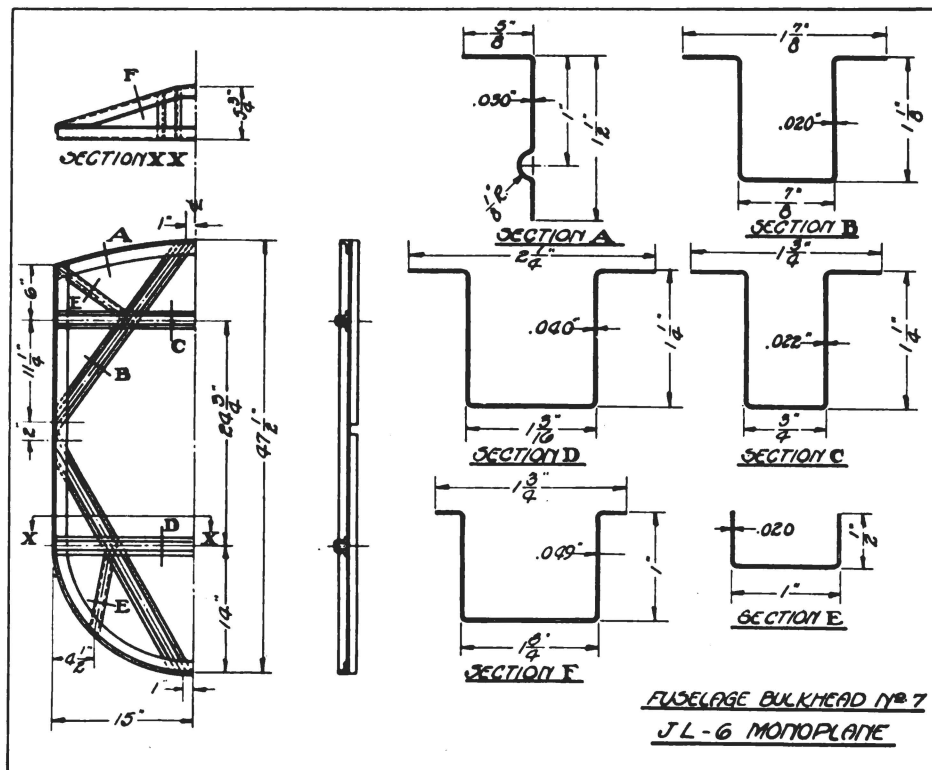 F
5 3/4"
SECTION X X
1"
A
6"
E
C
11 1/4"
B
24 3/4"
47 1/2"
2"
X X
D
E
14"
4 1/2"
1"
15"
5/8"
.030"
1"
1 1/2"
1/8" R.
SECTION A
1 7/8"
.020"
1 1/8"
7/8"
SECTION B
2 1/4"
.040"
1 1/4"
1 3/16"
SECTION D
1 3/4"
.022"
1 1/4"
3/4"
SECTION C
1 3/4"
.049"
1"
1 3/4"
SECTION F
.020
1/2"
1"
SECTION E
FUSELAGE BULKHEAD No. 7
J L - 6 MONOPLANE